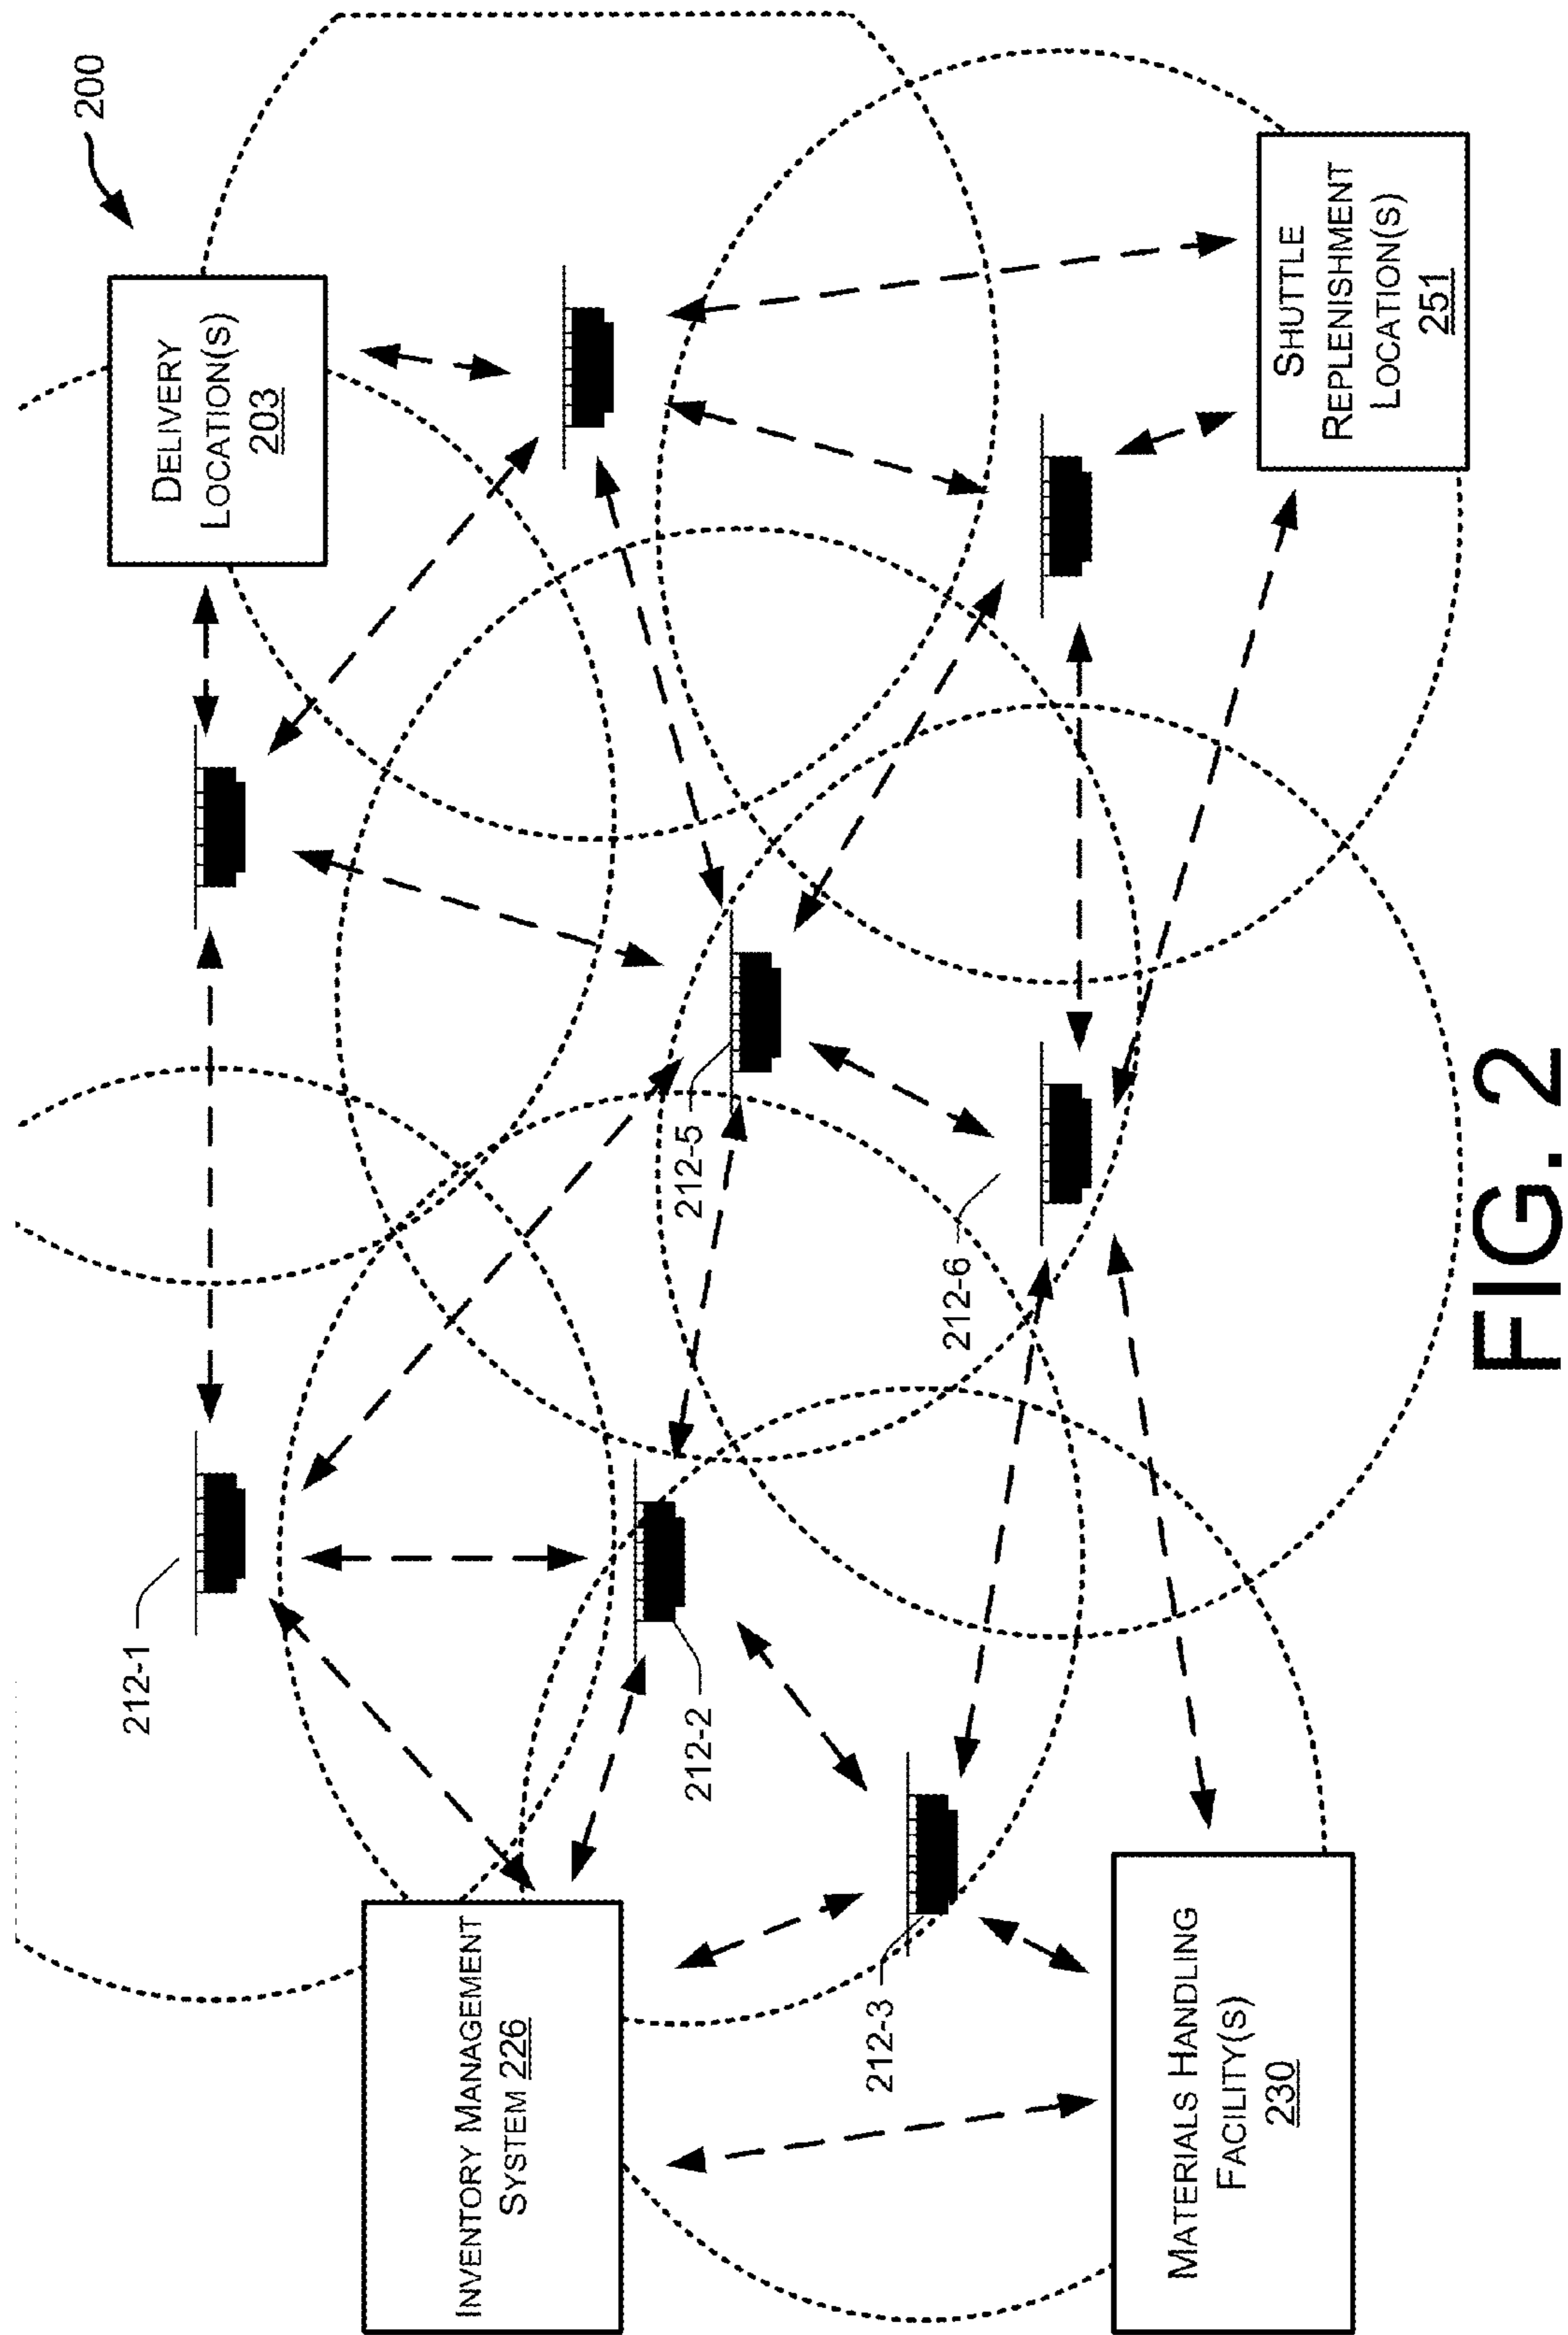 200
212-1
DELIVERY
LOCATION(S)
203
INVENTORY MANAGEMENT
SYSTEM 226
212-2
212-5
212-3
212-6
MATERIALS HANDLING
FACILITY(S)
230
SHUTTLE
REPLENISHMENT
LOCATION(S)
251
FIG. 2